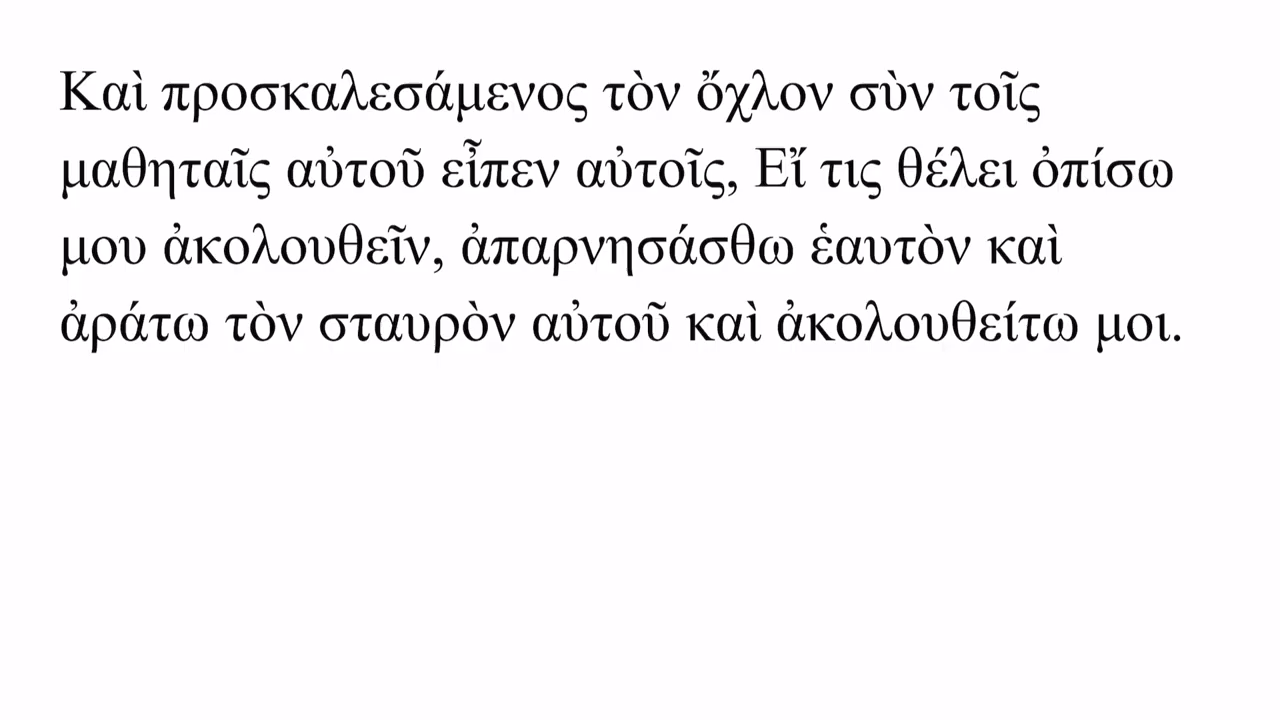 Καὶ προσκαλεσάμενος τὸν ὄχλον σὺν τοῖς
μαθηταῖς αὐτοῦ εἶπεν αὐτοῖς, Εἴ τις θέλει ὀπίσω
μου ἀκολουθεῖν, ἀπαρνησάσθω ἑαυτὸν καὶ
ἀράτω τὸν σταυρὸν αὐτοῦ καὶ ἀκολουθείτω μοι.